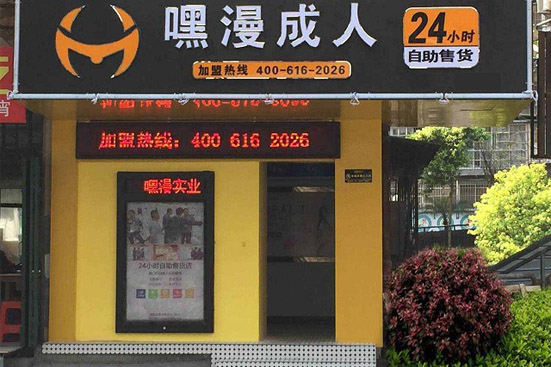 嘿漫成人
24小时
自助售货
加盟热线 400-616-2026
加盟热线: 400 616 2026
嘿漫实业
24小时自助售货店